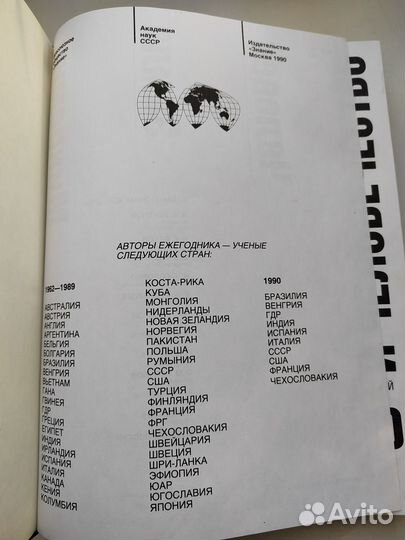 Академия
наук
СССР
Издательство
«Знание»
Москва 1990
АВТОРЫ ЕЖЕГОДНИКА — УЧЕНЫЕ
СЛЕДУЮЩИХ СТРАН:
1962—1989
АВСТРАЛИЯ
АВСТРИЯ
АНГЛИЯ
АРГЕНТИНА
БЕЛЬГИЯ
БОЛГАРИЯ
БРАЗИЛИЯ
ВЕНГРИЯ
ВЬЕТНАМ
ГАНА
ГВИНЕЯ
ГДР
ГРЕЦИЯ
ЕГИПЕТ
ИНДИЯ
ИРЛАНДИЯ
ИСПАНИЯ
ИТАЛИЯ
КАНАДА
КЕНИЯ
КОЛУМБИЯ
КОСТА-РИКА
КУБА
МОНГОЛИЯ
НИДЕРЛАНДЫ
НОВАЯ ЗЕЛАНДИЯ
НОРВЕГИЯ
ПАКИСТАН
ПОЛЬША
РУМЫНИЯ
СССР
США
ТУРЦИЯ
ФИНЛЯНДИЯ
ФРАНЦИЯ
ФРГ
ЧЕХОСЛОВАКИЯ
ШВЕЙЦАРИЯ
ШВЕЦИЯ
ШРИ-ЛАНКА
ЭФИОПИЯ
ЮАР
ЮГОСЛАВИЯ
ЯПОНИЯ
1990
БРАЗИЛИЯ
ВЕНГРИЯ
ГДР
ИНДИЯ
ИСПАНИЯ
ИТАЛИЯ
СССР
США
ФРАНЦИЯ
ЧЕХОСЛОВАКИЯ
Avito